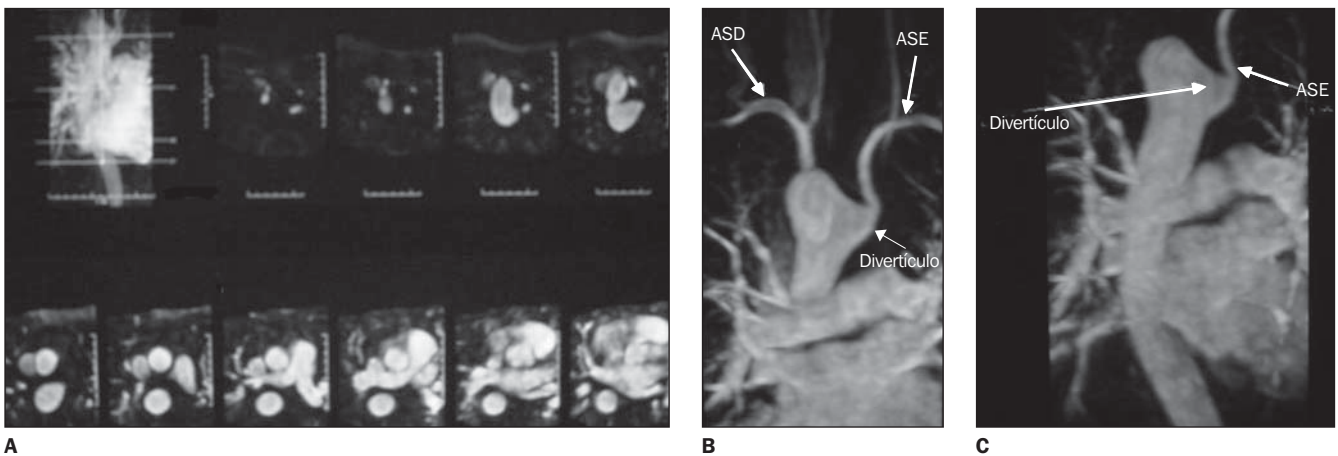 ASD
ASE
Divertículo
ASE
Divertículo
A
B
C